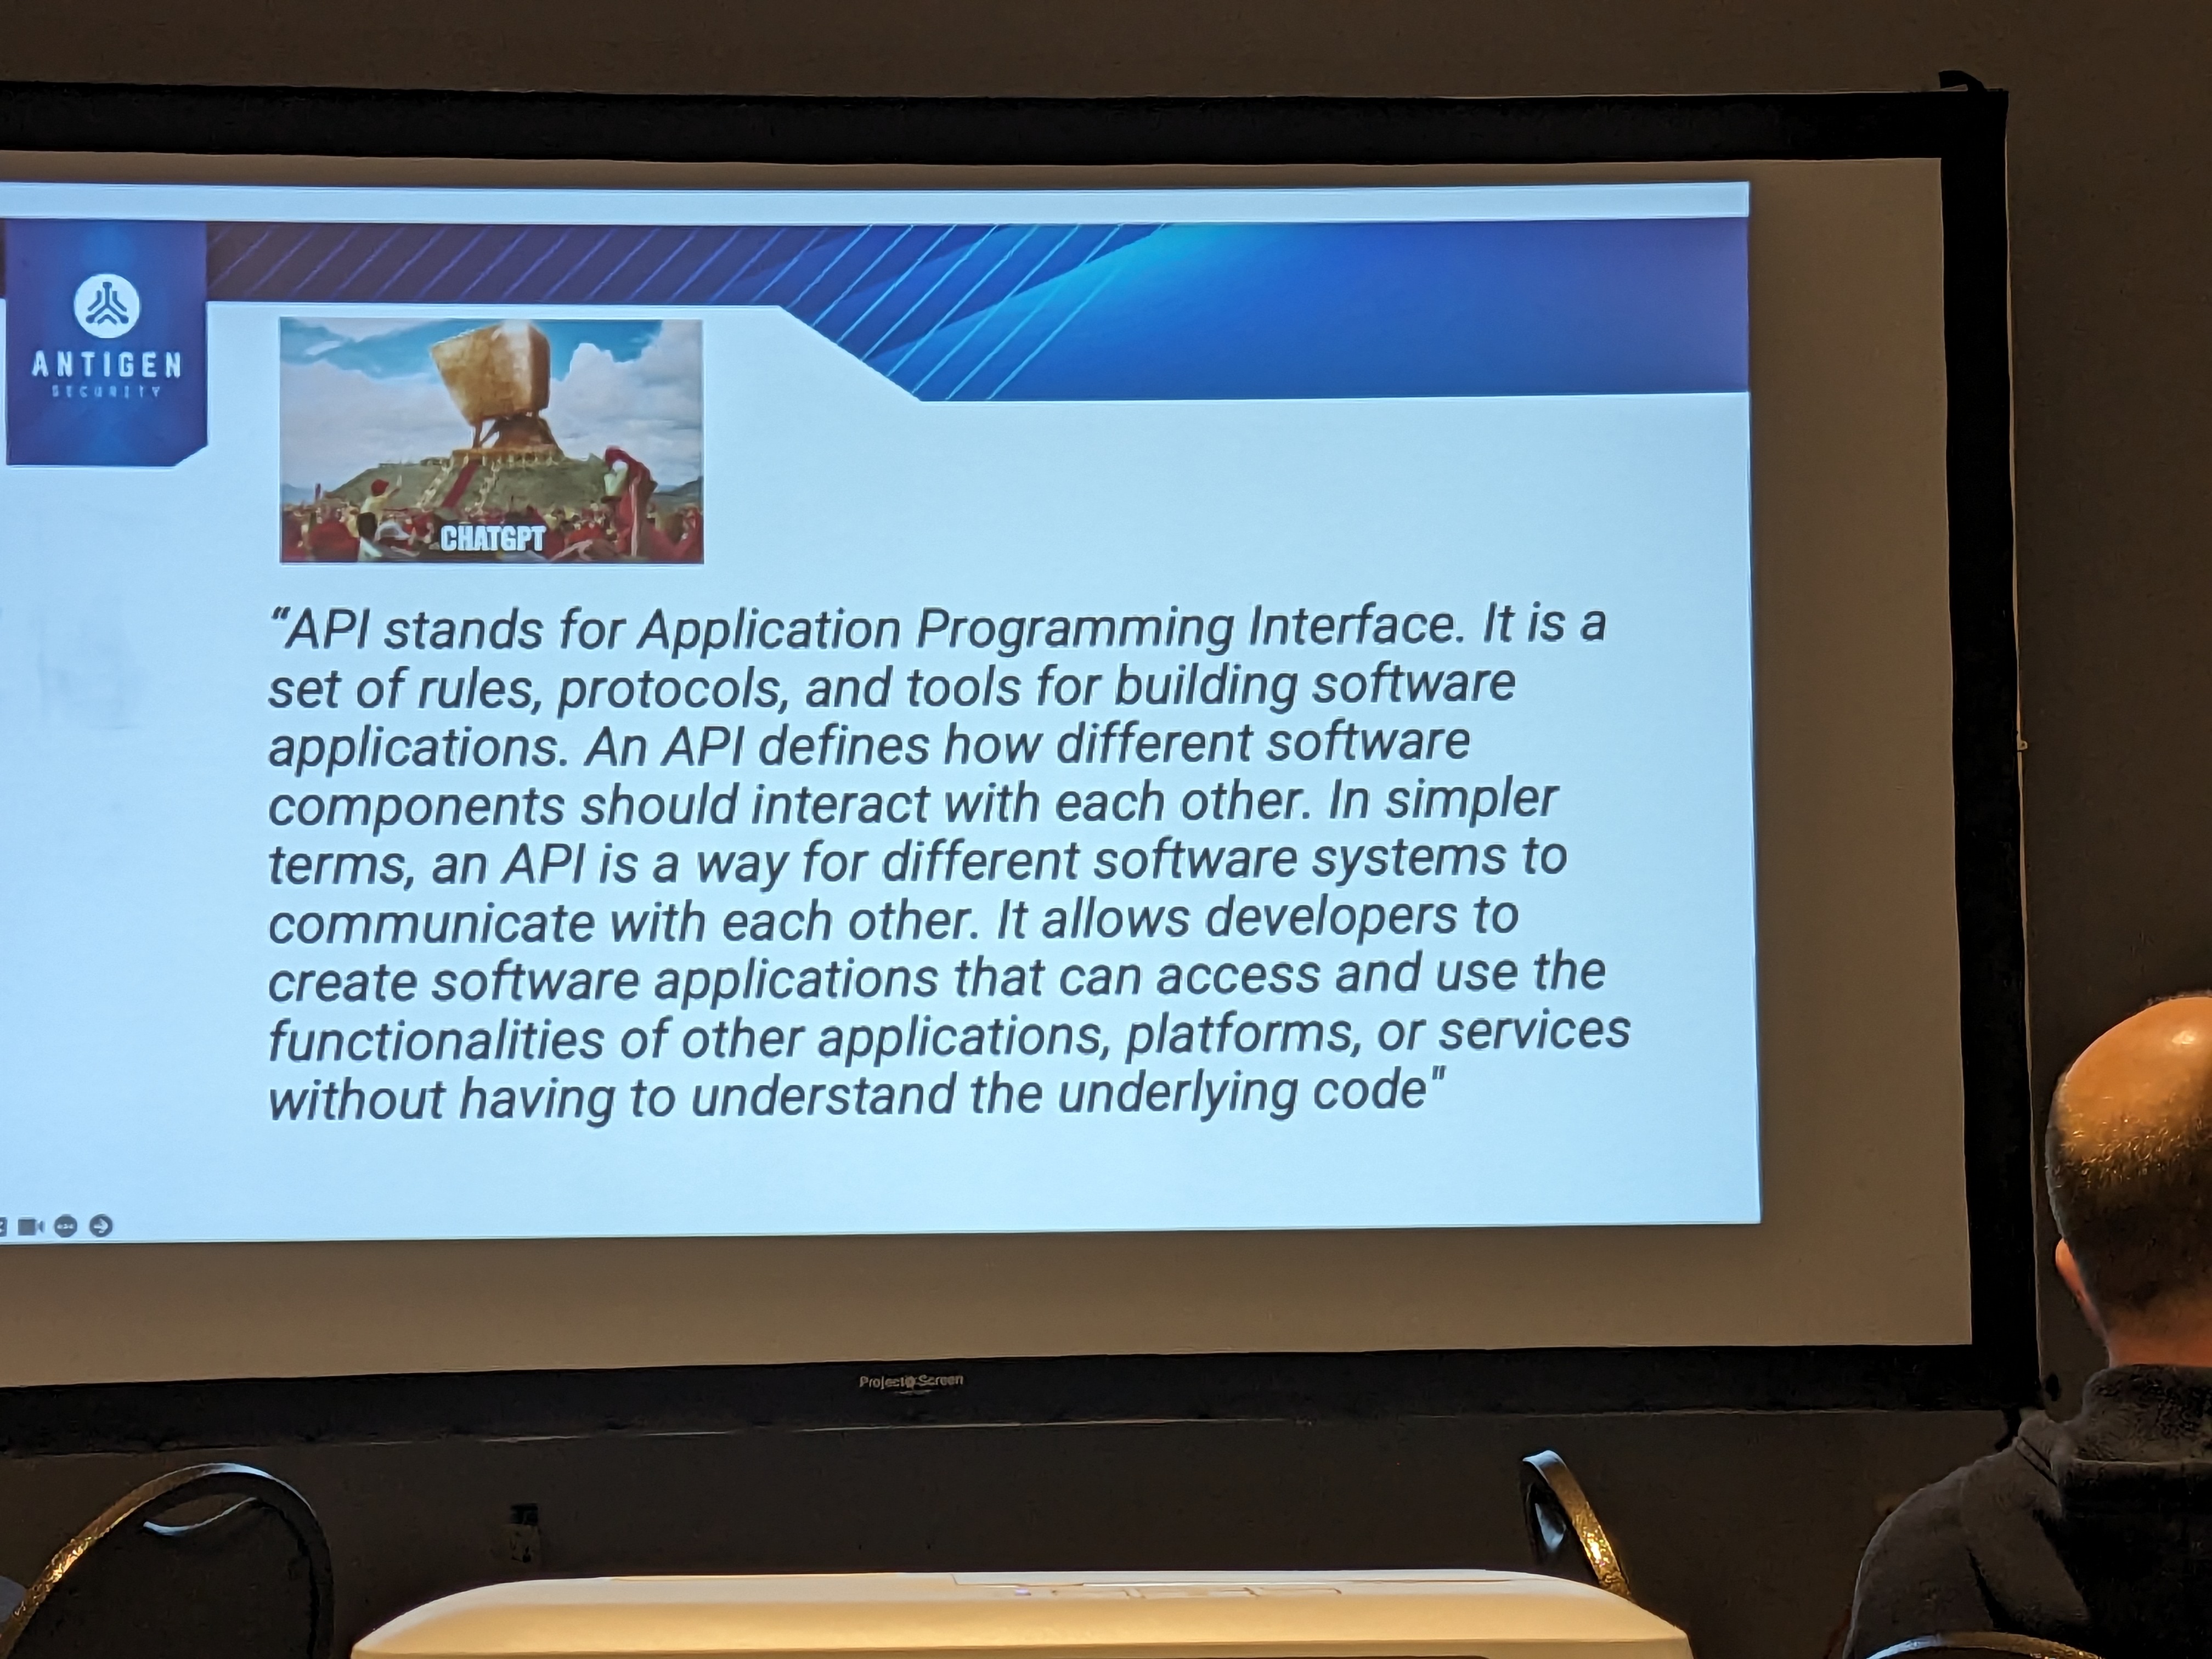 ANTIGEN
SECURITY
CHATGPT
“API stands for Application Programming Interface. It is a
set of rules, protocols, and tools for building software
applications. An API defines how different software
components should interact with each other. In simpler
terms, an API is a way for different software systems to
communicate with each other. It allows developers to
create software applications that can access and use the
functionalities of other applications, platforms, or services
without having to understand the underlying code"
Project Screen